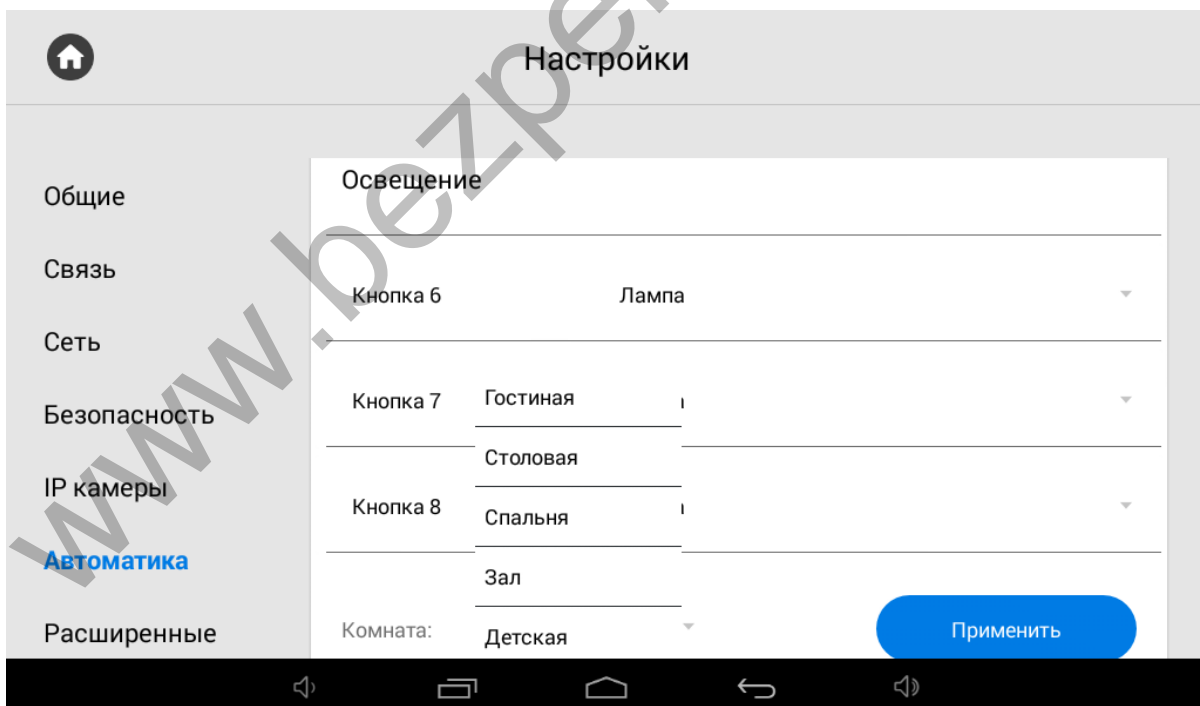 Настройки
Общие
Связь
Сеть
Безопасность
IP камеры
Автоматика
Расширенные
Освещение
Кнопка 6 Лампа
Кнопка 7
Кнопка 8
Гостиная
Столовая
Спальня
Зал
Детская
Комната:
Применить
www.bezpe